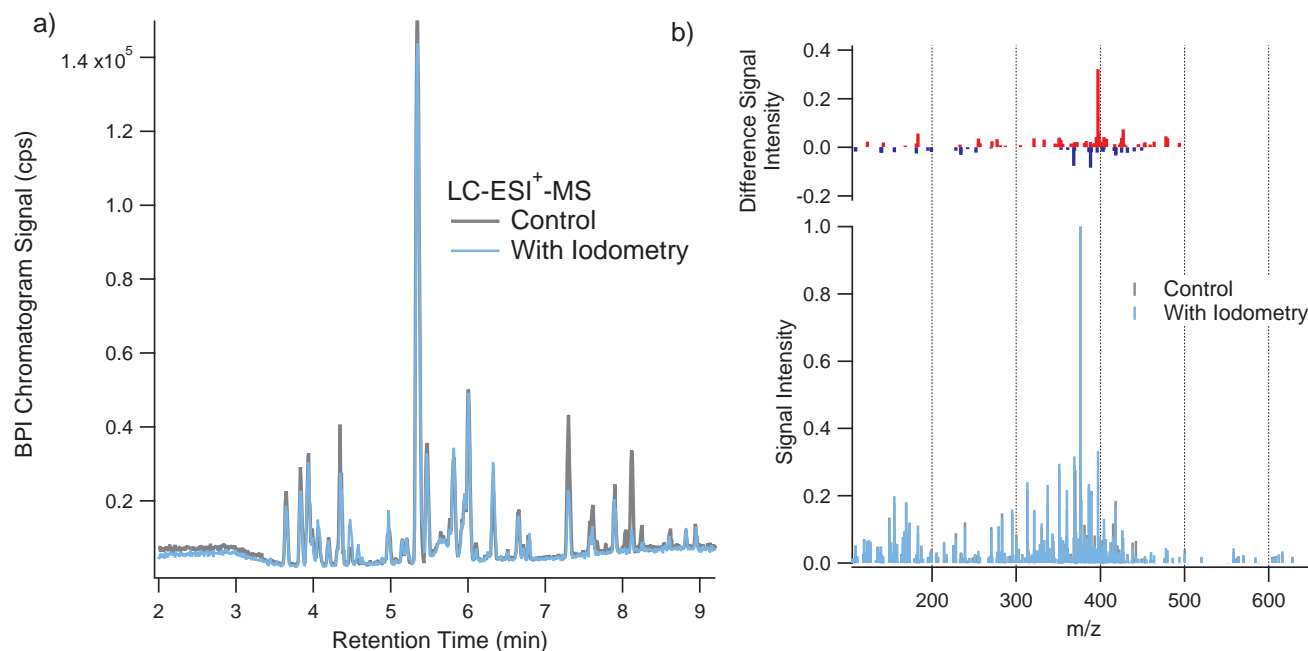 a)
BPI Chromatogram Signal (cps)
1.4 x10⁵
1.2
1.0
0.8
0.6
0.4
0.2
LC-ESI⁺-MS
Control
With Iodometry
2 3 4 5 6 7 8 9
Retention Time (min)
b)
Difference Signal
Intensity
0.4
0.2
0.0
-0.2
Signal Intensity
1.0
0.8
0.6
0.4
0.2
0.0
Control
With Iodometry
200 300 400 500 600
m/z